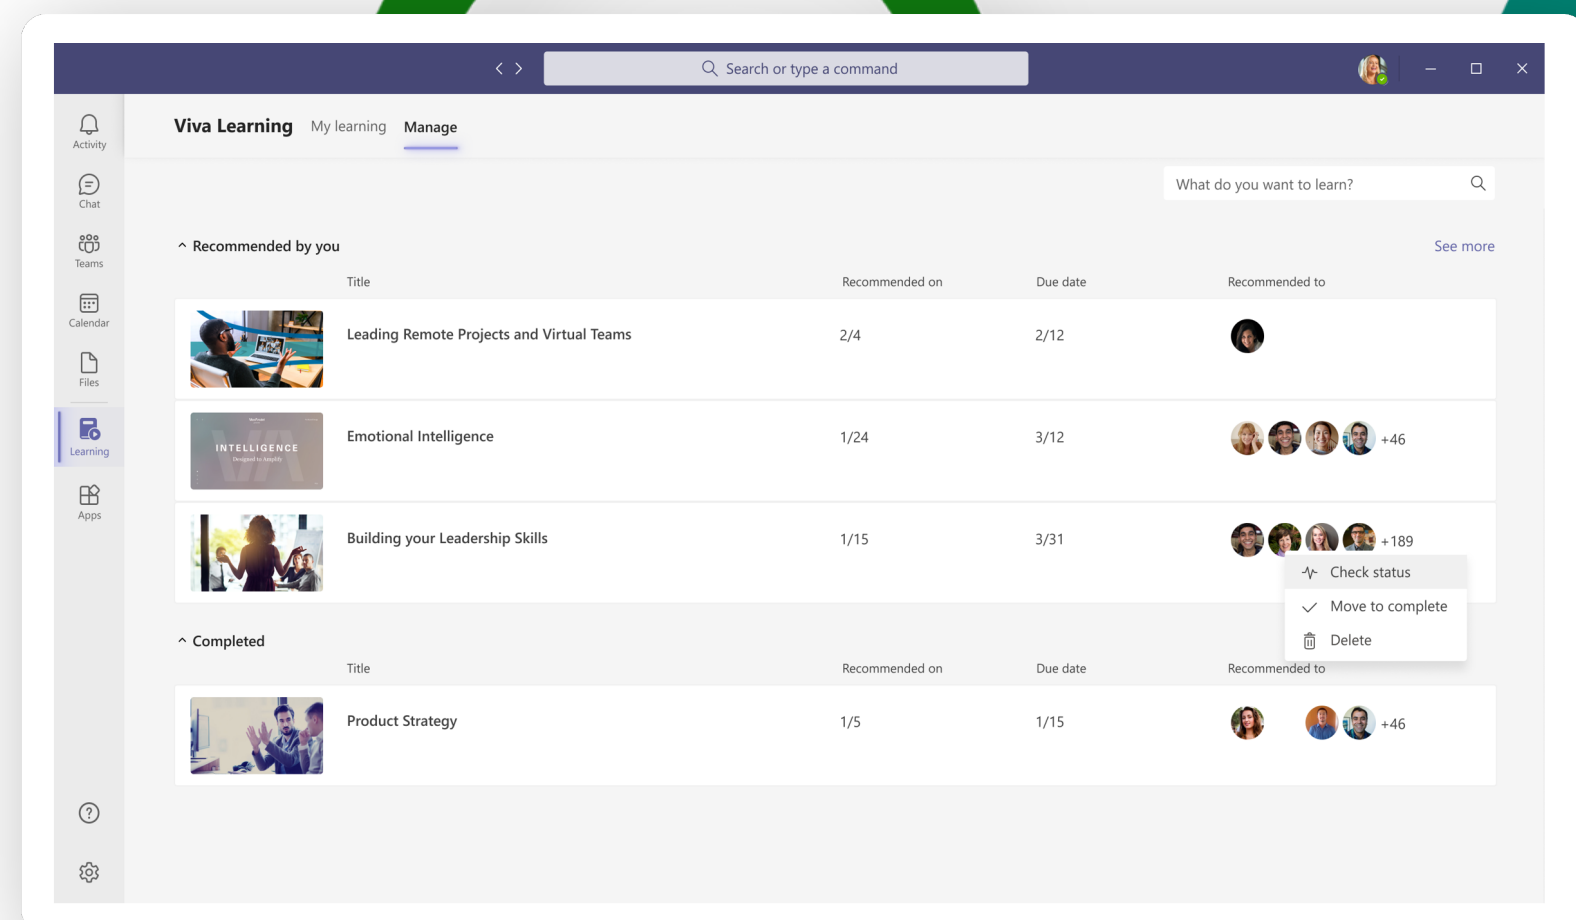 Search or type a command
Activity
Chat
Teams
Calendar
Files
Learning
Apps
Viva Learning My learning Manage
What do you want to learn?
Recommended by you See more
Title Recommended on Due date Recommended to
Leading Remote Projects and Virtual Teams 2/4 2/12
INTELLIGENCE
Designed to Amplify
Emotional Intelligence 1/24 3/12 +46
Building your Leadership Skills 1/15 3/31 +189
Check status
Move to complete
Delete
Completed
Title Recommended on Due date Recommended to
Product Strategy 1/5 1/15 +46